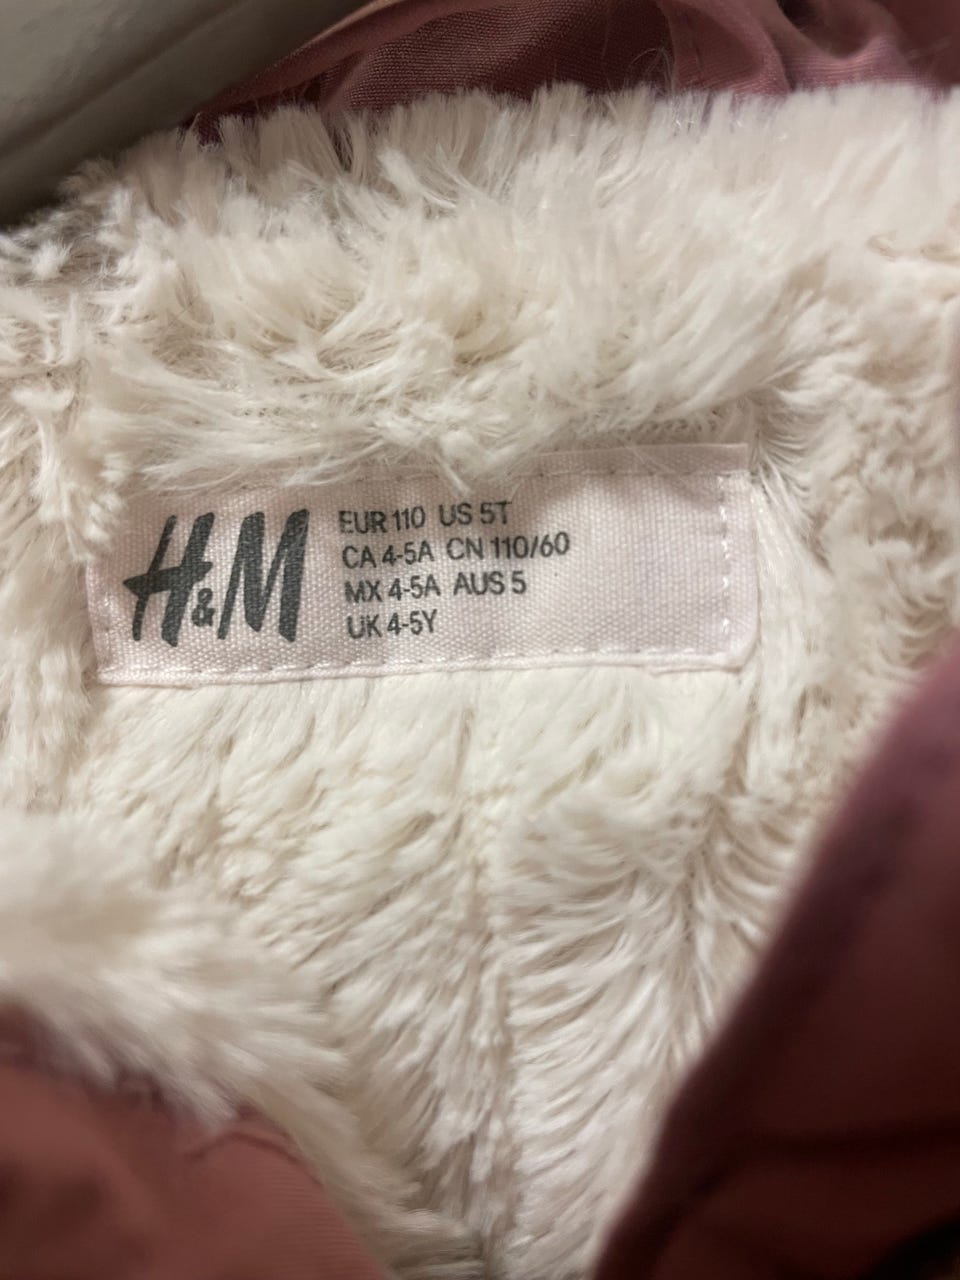 H&M
EUR 110 US 5T
CA 4-5A CN 110/60
MX 4-5A AUS 5
UK 4-5Y